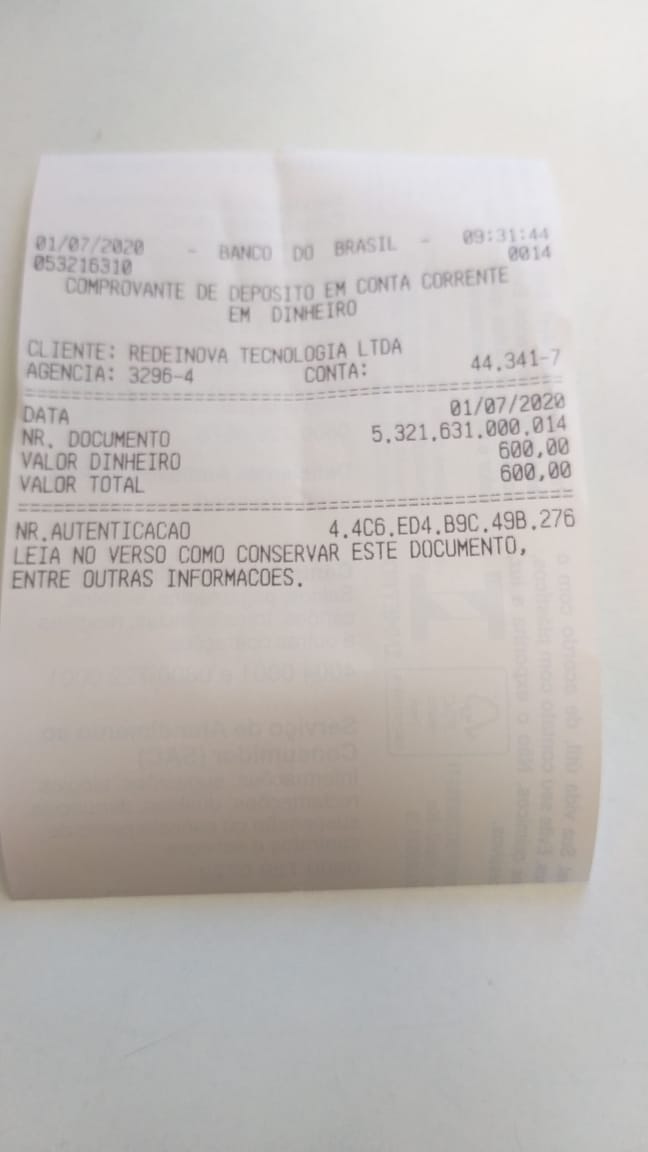 01/07/2020 - BANCO DO BRASIL - 09:31:44
053216310 0014
COMPROVANTE DE DEPOSITO EM CONTA CORRENTE
EM DINHEIRO
CLIENTE: REDEINOVA TECNOLOGIA LTDA
AGENCIA: 3296-4 CONTA: 44.341-7
================================================
DATA 01/07/2020
NR. DOCUMENTO 5.321.631.000.014
VALOR DINHEIRO 600,00
VALOR TOTAL 600,00
================================================
NR.AUTENTICACAO 4.4C6.ED4.B9C.49B.276
LEIA NO VERSO COMO CONSERVAR ESTE DOCUMENTO,
ENTRE OUTRAS INFORMACOES.